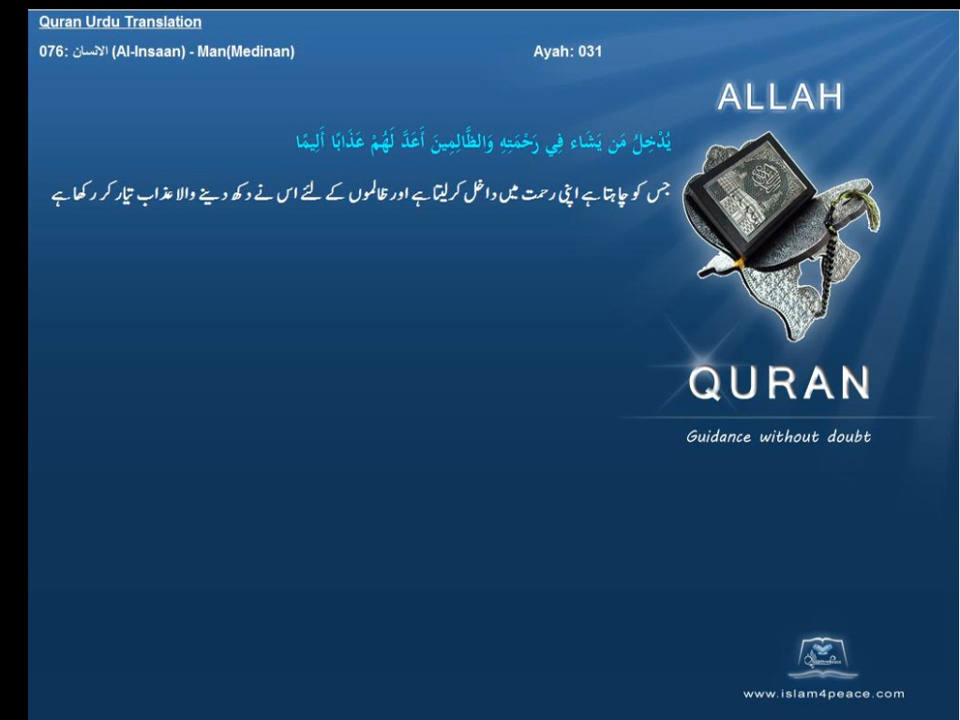 Quran Urdu Translation
076: الانسان (Al-Insaan) - Man(Medinan)
Ayah: 031
ALLAH
يُدْخِلُ مَن يَشَاء فِي رَحْمَتِهِ وَالظَّالِمِينَ أَعَدَّ لَهُمْ عَذَابًا أَلِيمًا
جس کو چاہتا ہے اپنی رحمت میں داخل کرلیتا ہے اور ظالموں کے لئے اس نے دکھ دینے والا عذاب تیار کر رکھا ہے
QURAN
Guidance without doubt
www.islam4peace.com